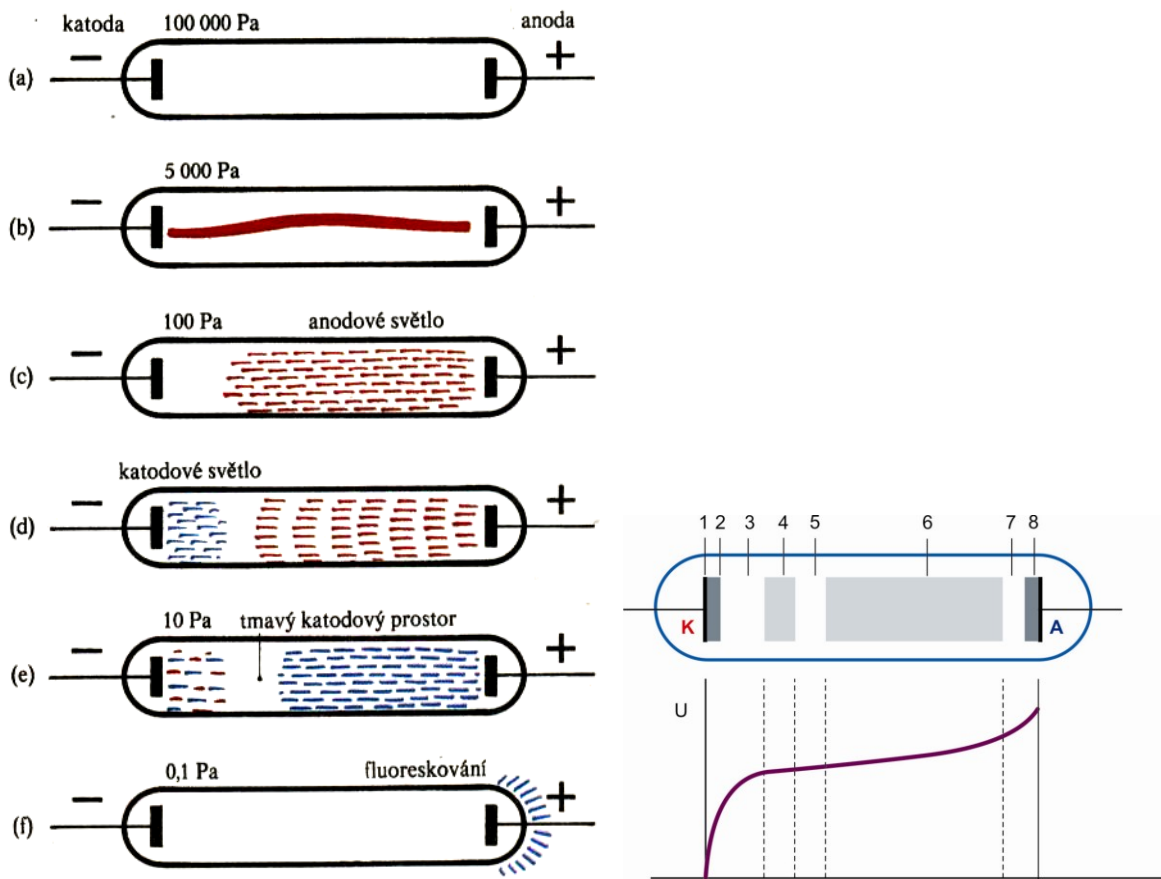 katoda 100 000 Pa anoda
− +
(a)
5 000 Pa
− +
(b)
100 Pa anodové světlo
− +
(c)
katodové světlo
− +
(d)
10 Pa tmavý katodový prostor
− +
(e)
0,1 Pa fluoreskování
− +
(f)
1 2 3 4 5 6 7 8
K A
U